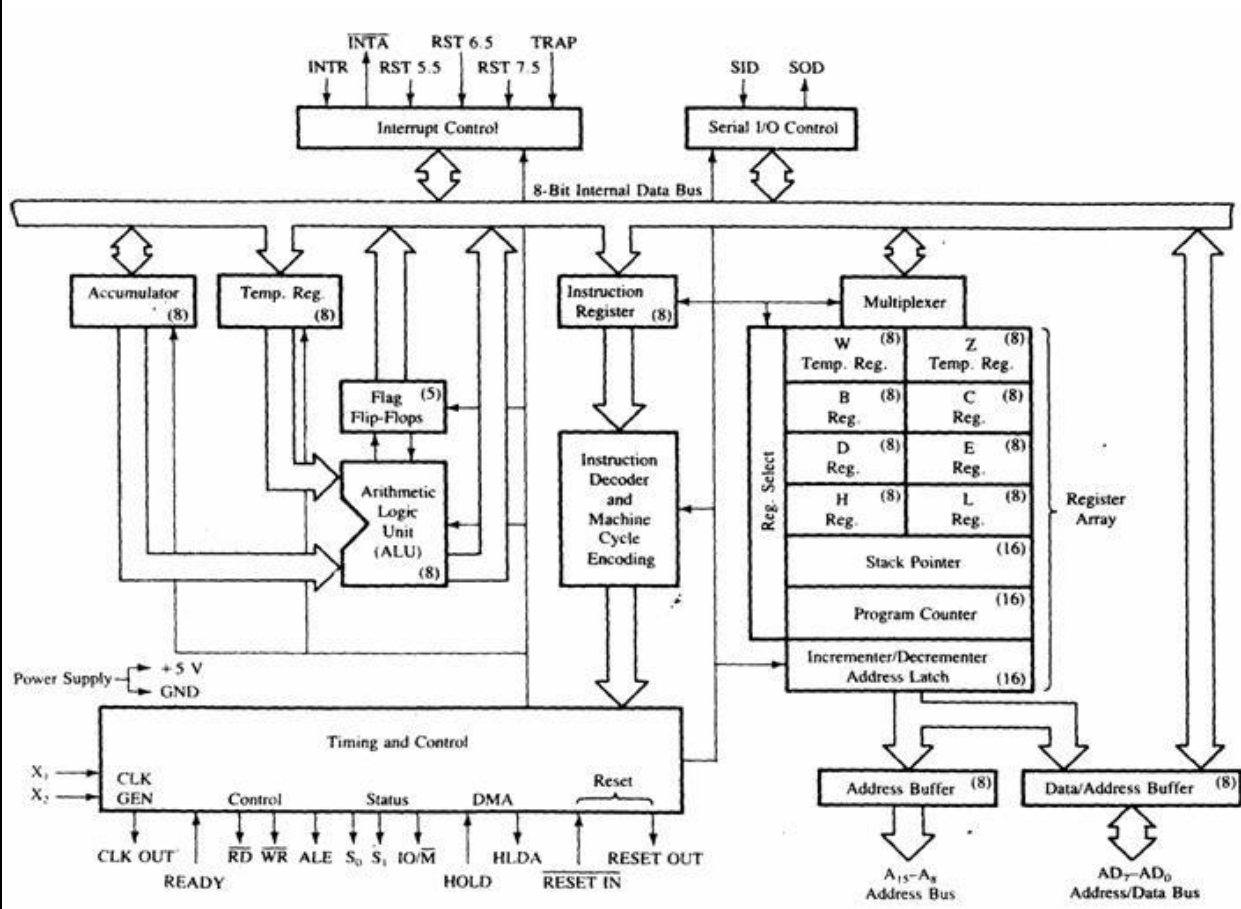 INTR
I̅N̅T̅A̅
RST 5.5
RST 6.5
RST 7.5
TRAP
SID
SOD
Interrupt Control
Serial I/O Control
8-Bit Internal Data Bus
Accumulator
(8)
Temp. Reg.
(8)
Instruction
Register
(8)
Multiplexer
Flag
(5)
Flip-Flops
Arithmetic
Logic
Unit
(ALU)
(8)
Instruction
Decoder
and
Machine
Cycle
Encoding
Reg. Select
W (8)
Temp. Reg.
Z (8)
Temp. Reg.
B (8)
Reg.
C (8)
Reg.
D (8)
Reg.
E (8)
Reg.
H (8)
Reg.
L (8)
Reg.
(16)
Stack Pointer
(16)
Program Counter
Incrementer/Decrementer
Address Latch (16)
Register
Array
Power Supply
+5 V
GND
Timing and Control
X₁
X₂
CLK
GEN
Control
Status
DMA
Reset
CLK OUT
READY
R̅D̅
W̅R̅
ALE
S₀
S₁
IO/M̅
HOLD
HLDA
R̅E̅S̅E̅T̅ I̅N̅
RESET OUT
Address Buffer (8)
Data/Address Buffer (8)
A₁₅–A₈
Address Bus
AD₇–AD₀
Address/Data Bus